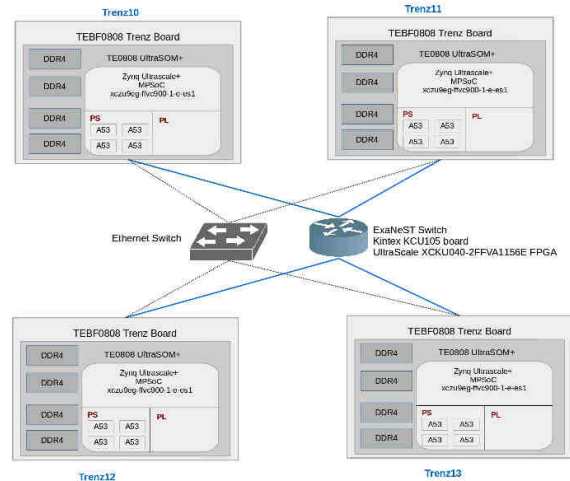 Trenz10
TEBF0808 Trenz Board
TE0808 UltraSOM+
DDR4
DDR4
DDR4
DDR4
Zynq Ultrascale+
MPSoC
xczu9eg-ffvc900-1-e-es1
PS
PL
A53 A53
A53 A53
Trenz11
TEBF0808 Trenz Board
TE0808 UltraSOM+
DDR4
DDR4
DDR4
DDR4
Zynq Ultrascale+
MPSoC
xczu9eg-ffvc900-1-e-es1
PS
PL
A53 A53
A53 A53
Ethernet Switch
ExaNeST Switch
Kintex KCU105 board
UltraScale XCKU040-2FFVA1156E FPGA
TEBF0808 Trenz Board
TE0808 UltraSOM+
DDR4
DDR4
DDR4
DDR4
Zynq Ultrascale+
MPSoC
xczu9eg-ffvc900-1-e-es1
PS
PL
A53 A53
A53 A53
Trenz12
TEBF0808 Trenz Board
TE0808 UltraSOM+
DDR4
DDR4
DDR4
DDR4
Zynq Ultrascale+
MPSoC
xczu9eg-ffvc900-1-e-es1
PS
PL
A53 A53
A53 A53
Trenz13